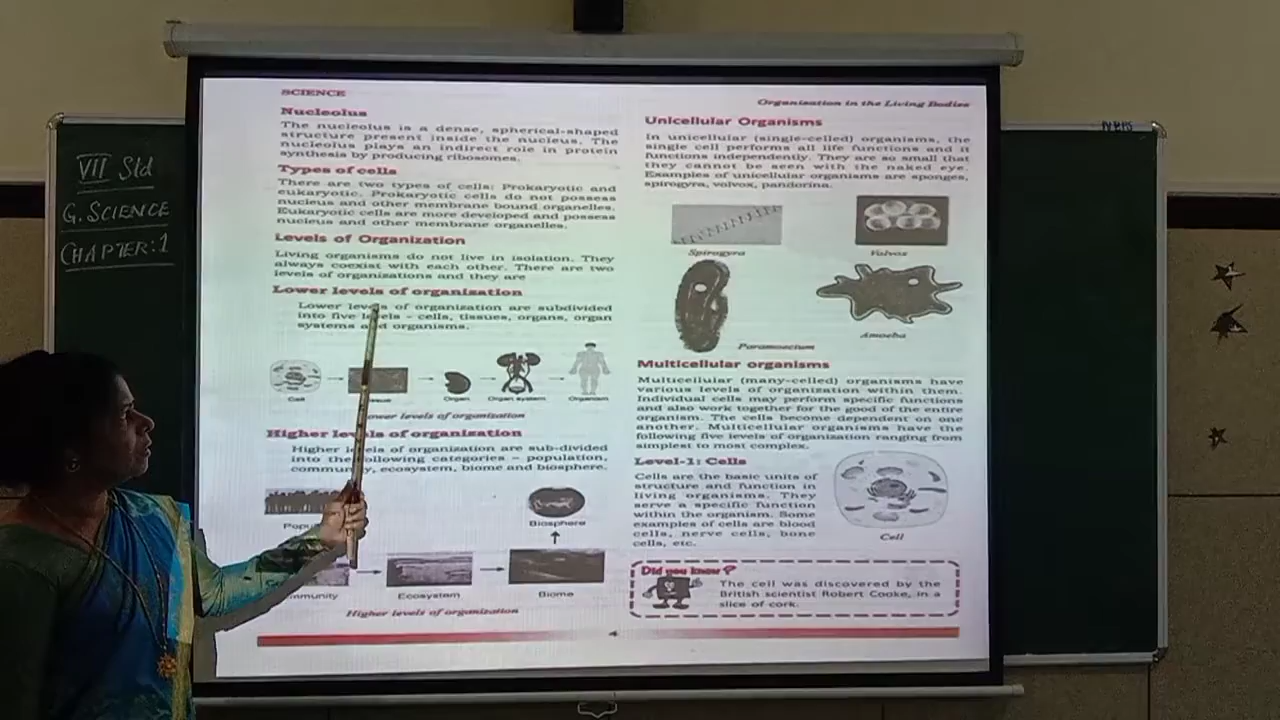 VII Std
G. SCIENCE
CHAPTER:1
SCIENCE
Nucleolus
The nucleolus is a dense, spherical-shaped
structure present inside the nucleus. The
nucleolus plays an indirect role in protein
synthesis by producing ribosomes.
Types of cells
There are two types of cells: Prokaryotic and
eukaryotic. Prokaryotic cells do not possess
nucleus and other membrane bound organelles.
Eukaryotic cells are more developed and possess
nucleus and other membrane organelles.
Levels of Organization
Living organisms do not live in isolation. They
always coexist with each other. There are two
levels of organizations and they are
Lower levels of organization
Lower levels of organization are subdivided
into five levels – cells, tissues, organs, organ
systems and organisms.
Cell
Organ
Organ system
Organism
Lower levels of organization
Higher levels of organization
Higher levels of organization are sub-divided
into the following categories – population,
community, ecosystem, biome and biosphere.
Biosphere
Ecosystem
Biome
Higher levels of organization
Organisation in the Living Bodies
Unicellular Organisms
In unicellular (single-celled) organisms, the
single cell performs all life functions and it
functions independently. They are so small that
they cannot be seen with the naked eye.
Examples of unicellular organisms are sponges,
spirogyra, volvox, pandorina.
Spirogyra
Volvox
Paramoecium
Amoeba
Multicellular organisms
Multicellular (many-celled) organisms have
various levels of organization within them.
Individual cells may perform specific functions
and also work together for the good of the entire
organism. The cells become dependent on one
another. Multicellular organisms have the
following five levels of organization ranging from
simplest to most complex.
Level-1: Cells
Cells are the basic units of
structure and function in
living organisms. They
serve a specific function
within the organism. Some
examples of cells are blood
cells, nerve cells, bone
cells, etc.
Cell
Did you know?
The cell was discovered by the
British scientist Robert Cooke, in a
slice of cork.
4